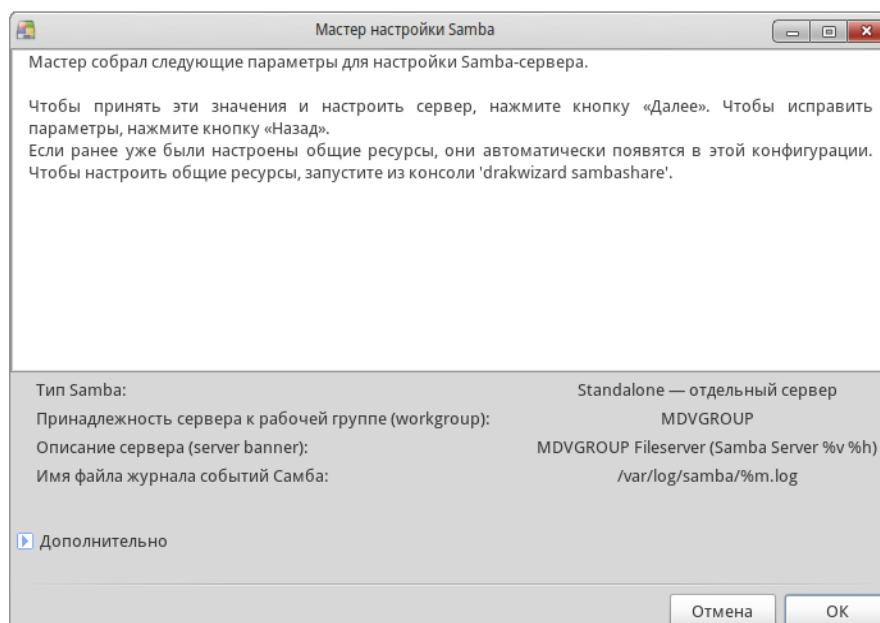 Мастер настройки Samba
Мастер собрал следующие параметры для настройки Samba-сервера.
Чтобы принять эти значения и настроить сервер, нажмите кнопку «Далее». Чтобы исправить
параметры, нажмите кнопку «Назад».
Если ранее уже были настроены общие ресурсы, они автоматически появятся в этой конфигурации.
Чтобы настроить общие ресурсы, запустите из консоли 'drakwizard sambashare'.
Тип Samba: Standalone — отдельный сервер
Принадлежность сервера к рабочей группе (workgroup): MDVGROUP
Описание сервера (server banner): MDVGROUP Fileserver (Samba Server %v %h)
Имя файла журнала событий Самба: /var/log/samba/%m.log
Дополнительно
Отмена OK